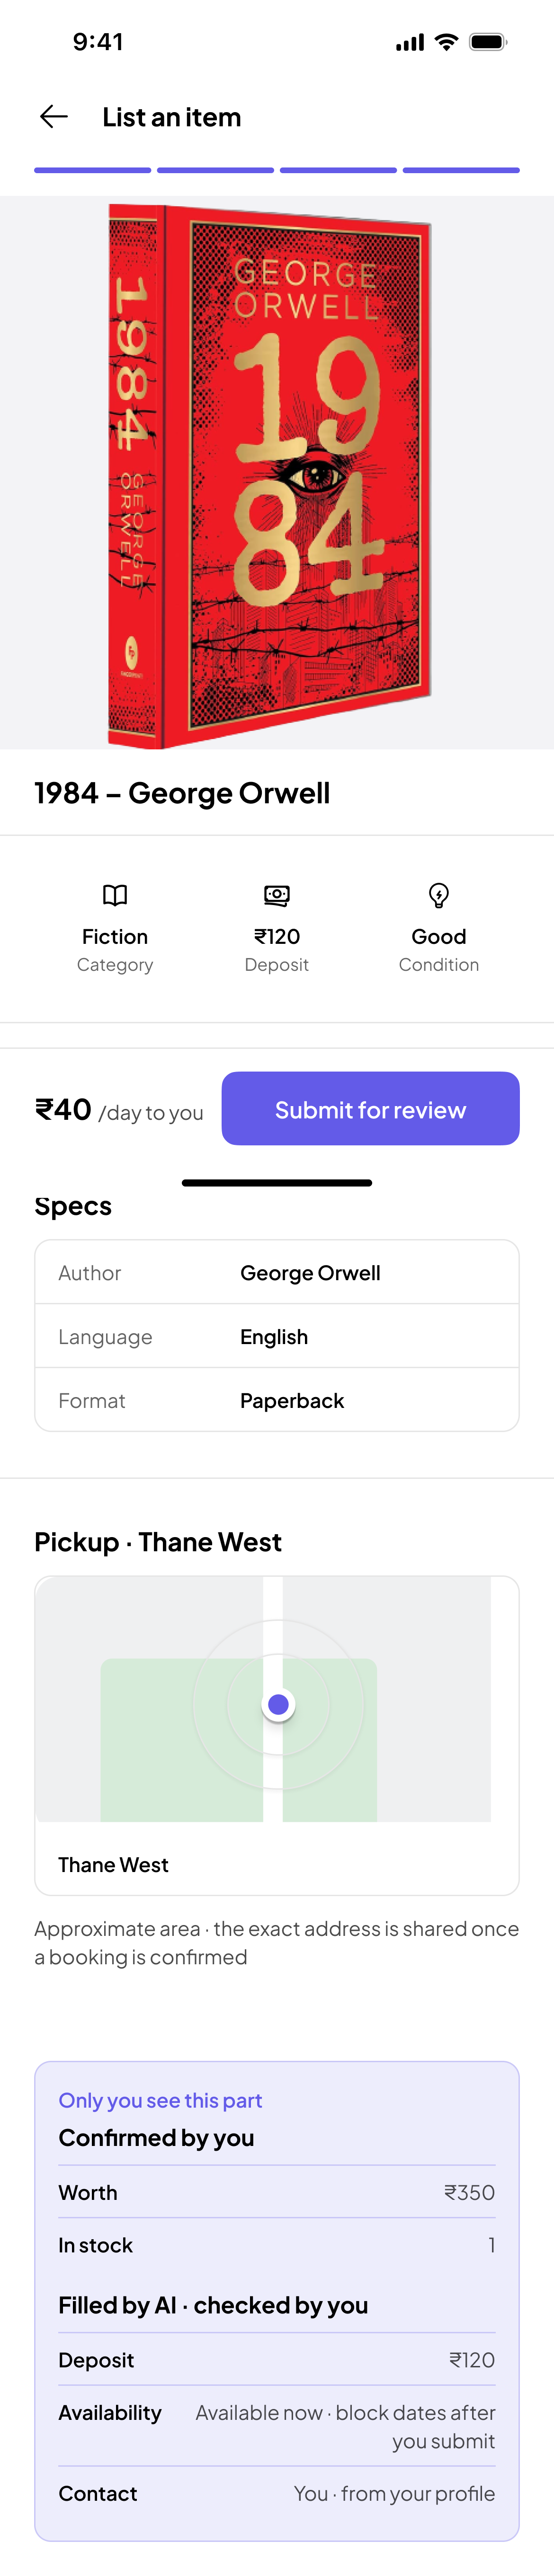 9:41
List an item
1984
GEORGE
ORWELL
GEORGE
ORWELL
19
84
1984 – George Orwell
Fiction
Category
₹120
Deposit
Good
Condition
₹40 /day to you
Submit for review
Specs
Author George Orwell
Language English
Format Paperback
Pickup · Thane West
Thane West
Approximate area · the exact address is shared once
a booking is confirmed
Only you see this part
Confirmed by you
Worth ₹350
In stock 1
Filled by AI · checked by you
Deposit ₹120
Availability Available now · block dates after
you submit
Contact You · from your profile